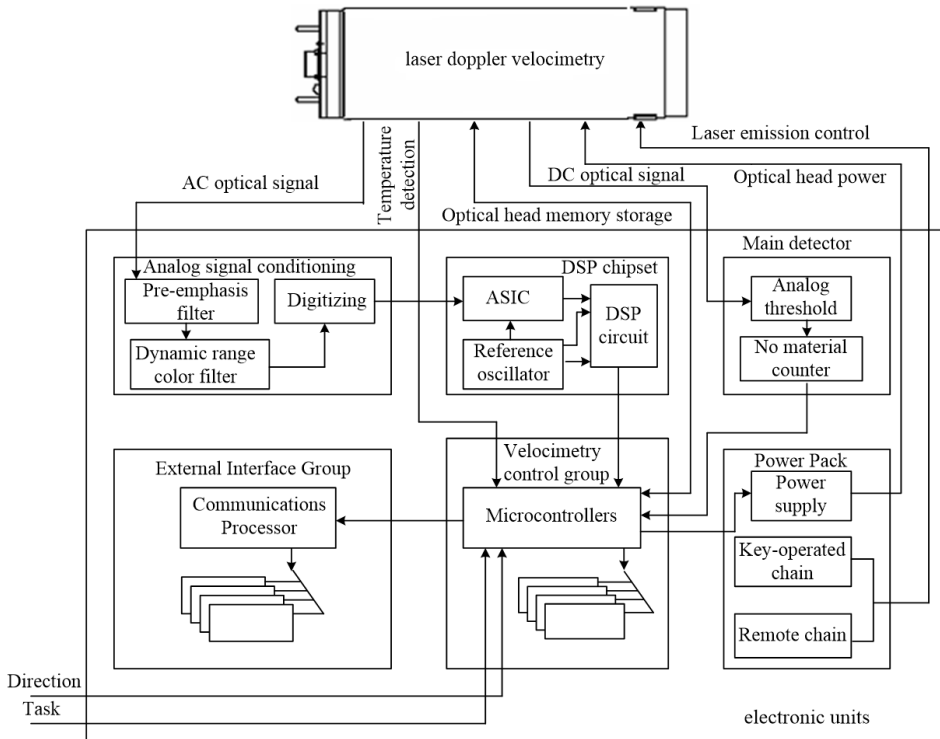 laser doppler velocimetry
Laser emission control
AC optical signal
Temperature
detection
DC optical signal
Optical head power
Optical head memory storage
Main detector
Analog signal conditioning
DSP chipset
Pre-emphasis
filter
Digitizing
ASIC
DSP
circuit
Analog
threshold
Dynamic range
color filter
Reference
oscillator
No material
counter
External Interface Group
Velocimetry
control group
Power Pack
Communications
Processor
Microcontrollers
Power
supply
Key-operated
chain
Remote chain
Direction
Task
electronic units